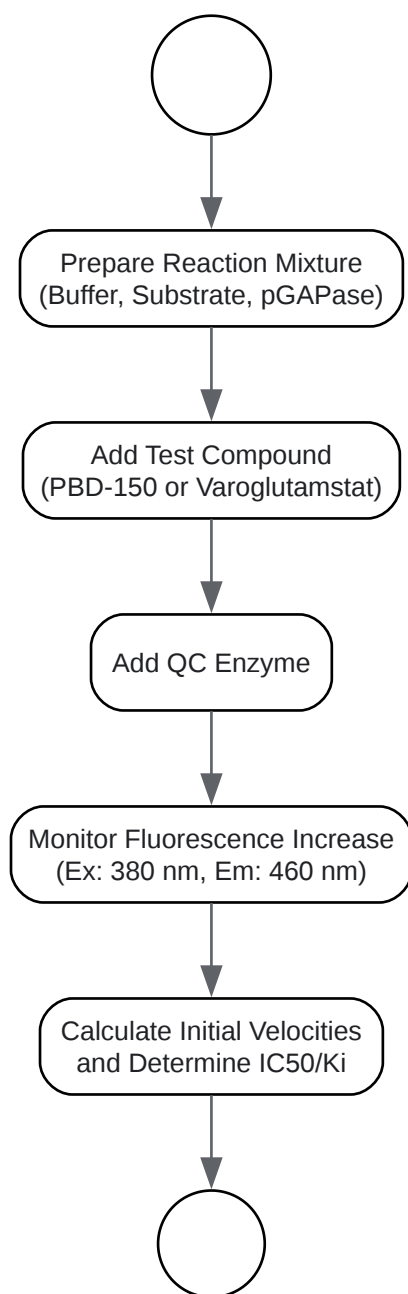 Prepare Reaction Mixture
(Buffer, Substrate, pGAPase)
Add Test Compound
(PBD-150 or Varoglutamstat)
Add QC Enzyme
Monitor Fluorescence Increase
(Ex: 380 nm, Em: 460 nm)
Calculate Initial Velocities
and Determine IC50/Ki